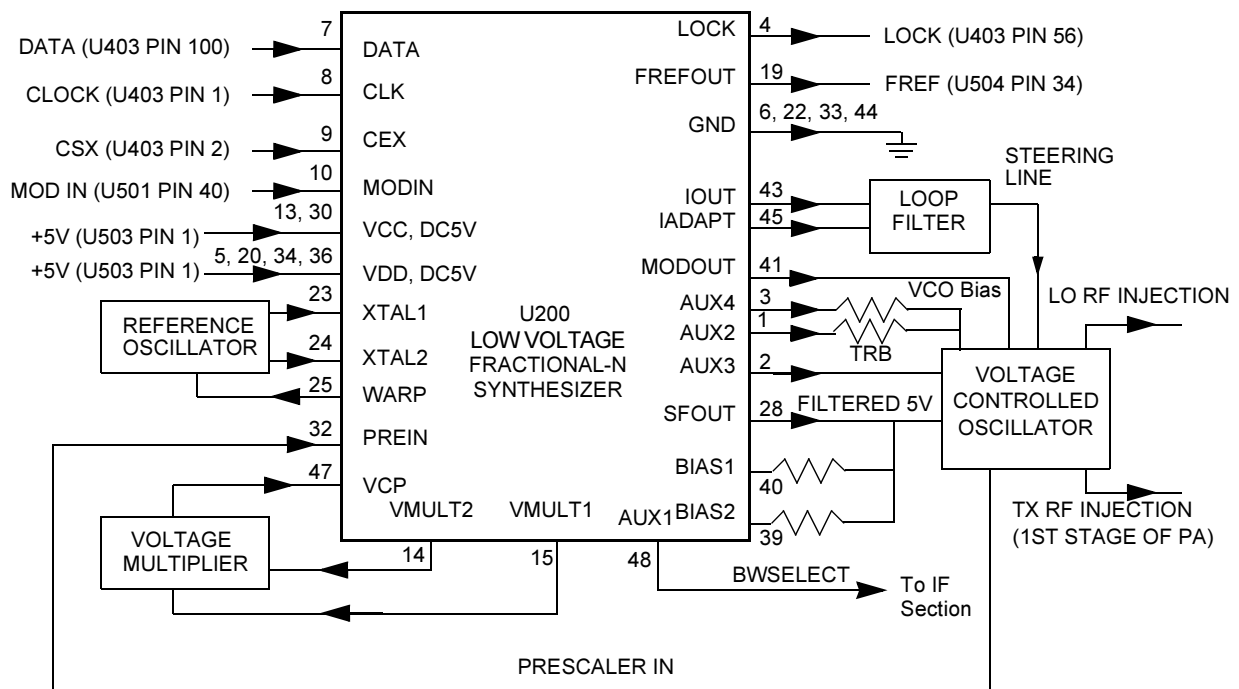 DATA (U403 PIN 100)
7
DATA
CLOCK (U403 PIN 1)
8
CLK
CSX (U403 PIN 2)
9
CEX
MOD IN (U501 PIN 40)
10
MODIN
+5V (U503 PIN 1)
13, 30
VCC, DC5V
+5V (U503 PIN 1)
5, 20, 34, 36
VDD, DC5V
REFERENCE
OSCILLATOR
23
XTAL1
24
XTAL2
25
WARP
32
PREIN
47
VCP
VOLTAGE
MULTIPLIER
VMULT2
14
VMULT1
15
U200
LOW VOLTAGE
FRACTIONAL-N
SYNTHESIZER
LOCK
4
LOCK (U403 PIN 56)
FREFOUT
19
FREF (U504 PIN 34)
GND
6, 22, 33, 44
IOUT
43
IADAPT
45
LOOP
FILTER
STEERING
LINE
MODOUT
41
AUX4
3
VCO Bias
AUX2
1
TRB
AUX3
2
SFOUT
28
FILTERED 5V
BIAS1
40
BIAS2
39
AUX1
48
BWSELECT
To IF
Section
VOLTAGE
CONTROLLED
OSCILLATOR
LO RF INJECTION
TX RF INJECTION
(1ST STAGE OF PA)
PRESCALER IN